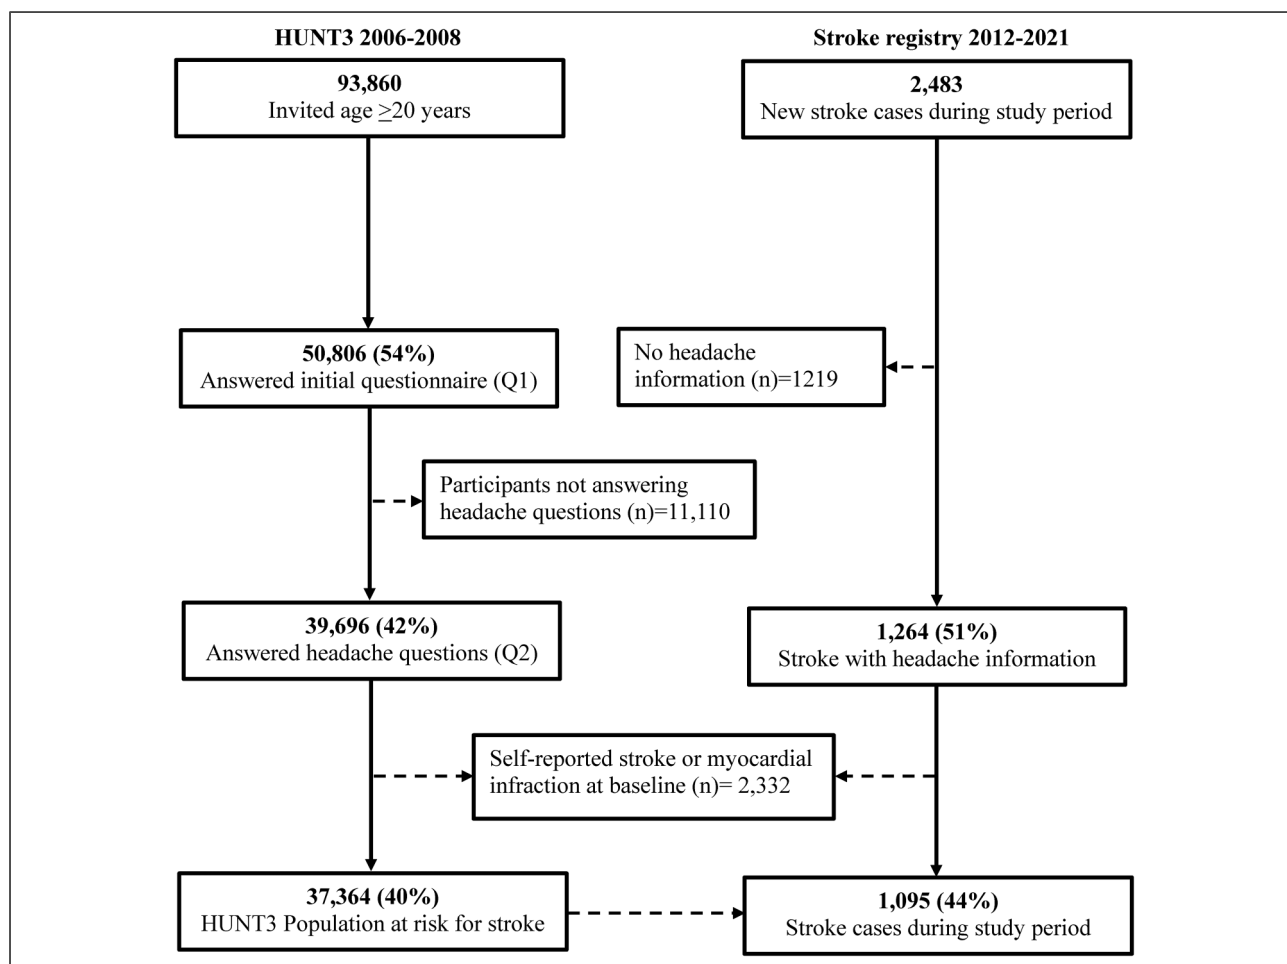 HUNT3 2006-2008
93,860
Invited age ≥20 years
50,806 (54%)
Answered initial questionnaire (Q1)
Participants not answering
headache questions (n)=11,110
39,696 (42%)
Answered headache questions (Q2)
Self-reported stroke or myocardial
infraction at baseline (n)= 2,332
37,364 (40%)
HUNT3 Population at risk for stroke
Stroke registry 2012-2021
2,483
New stroke cases during study period
No headache
information (n)=1219
1,264 (51%)
Stroke with headache information
1,095 (44%)
Stroke cases during study period